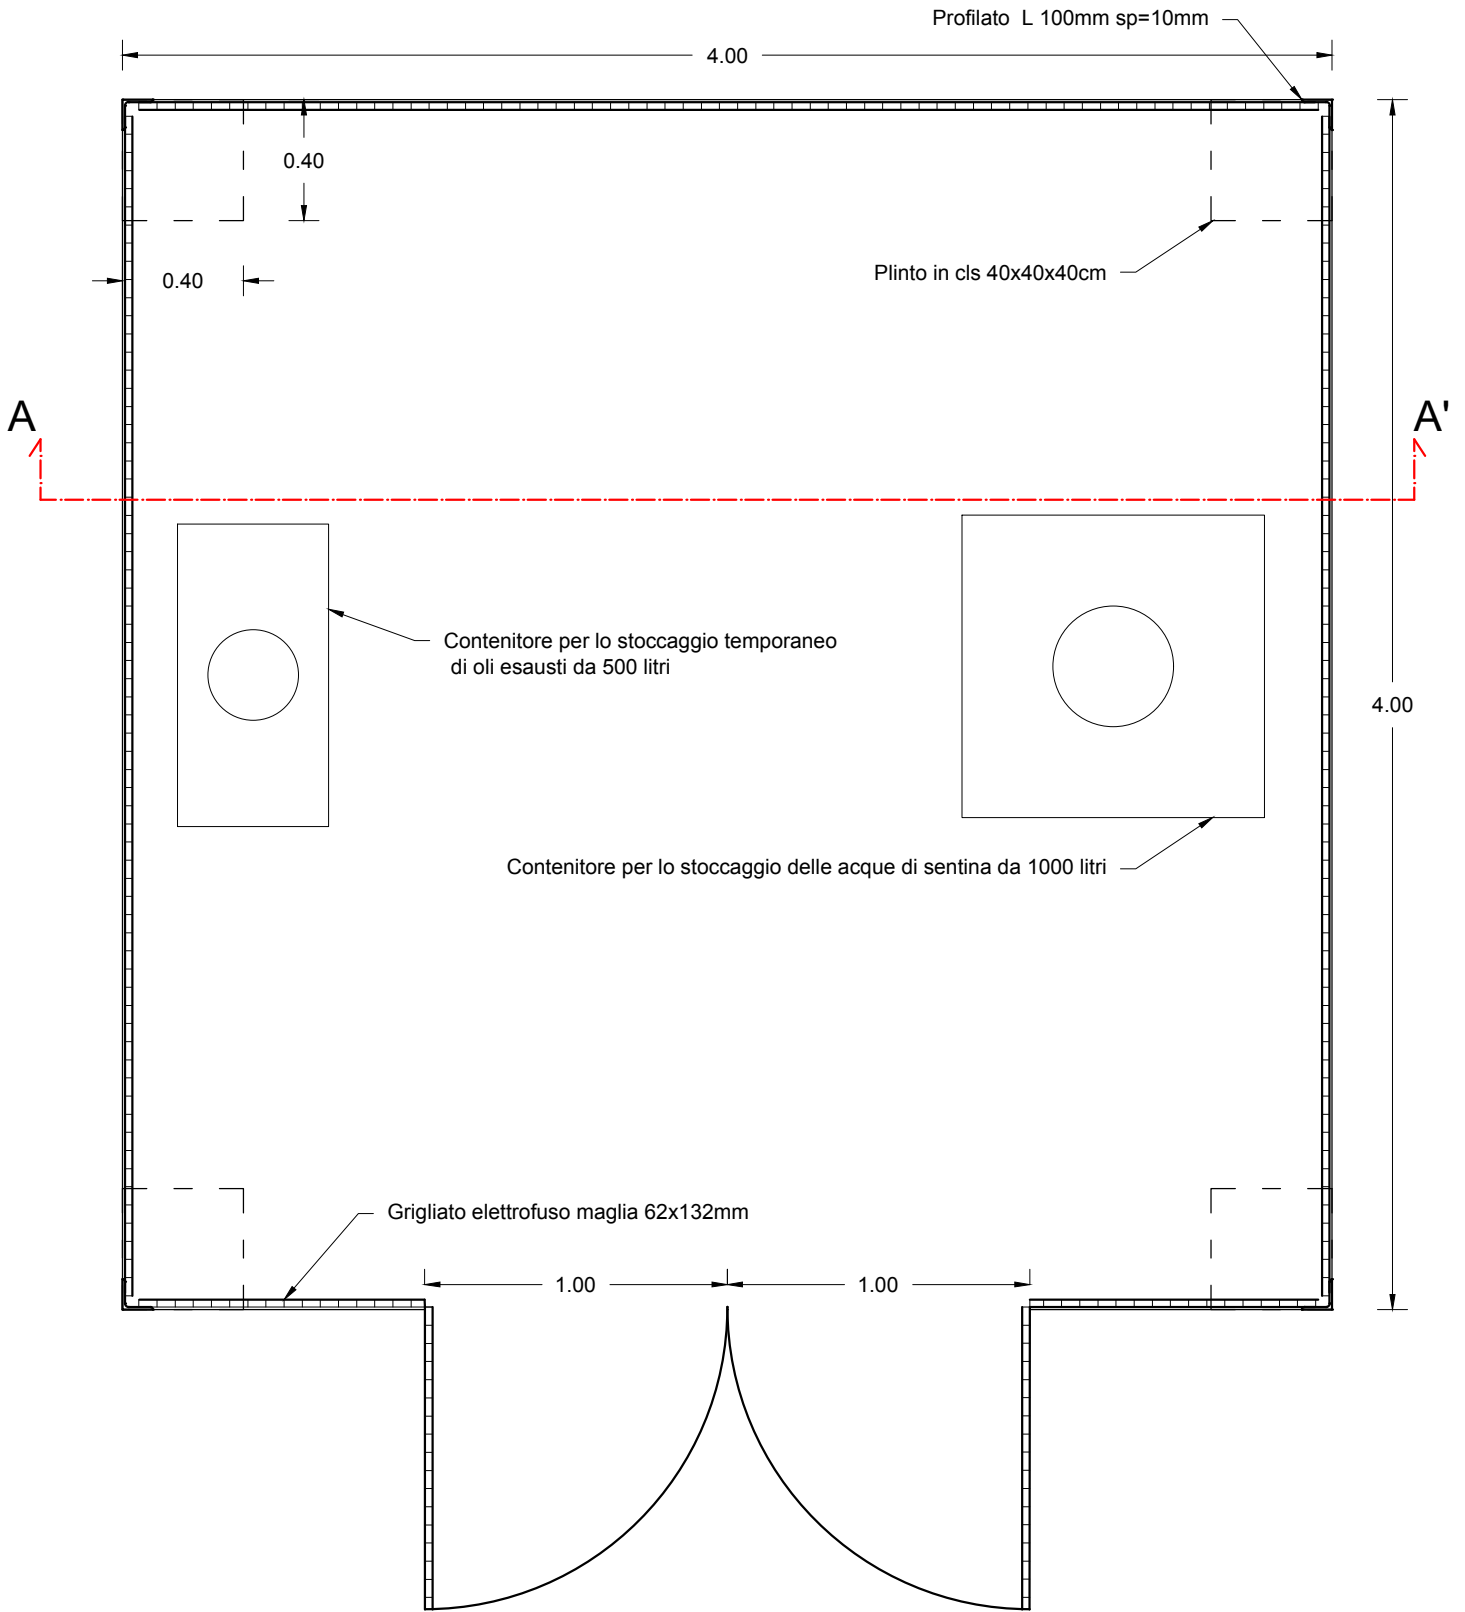 Profilato L 100mm sp=10mm
4.00
0.40
0.40
Plinto in cls 40x40x40cm
A
A'
Contenitore per lo stoccaggio temporaneo
di oli esausti da 500 litri
4.00
Contenitore per lo stoccaggio delle acque di sentina da 1000 litri
Grigliato elettrofuso maglia 62x132mm
1.00
1.00